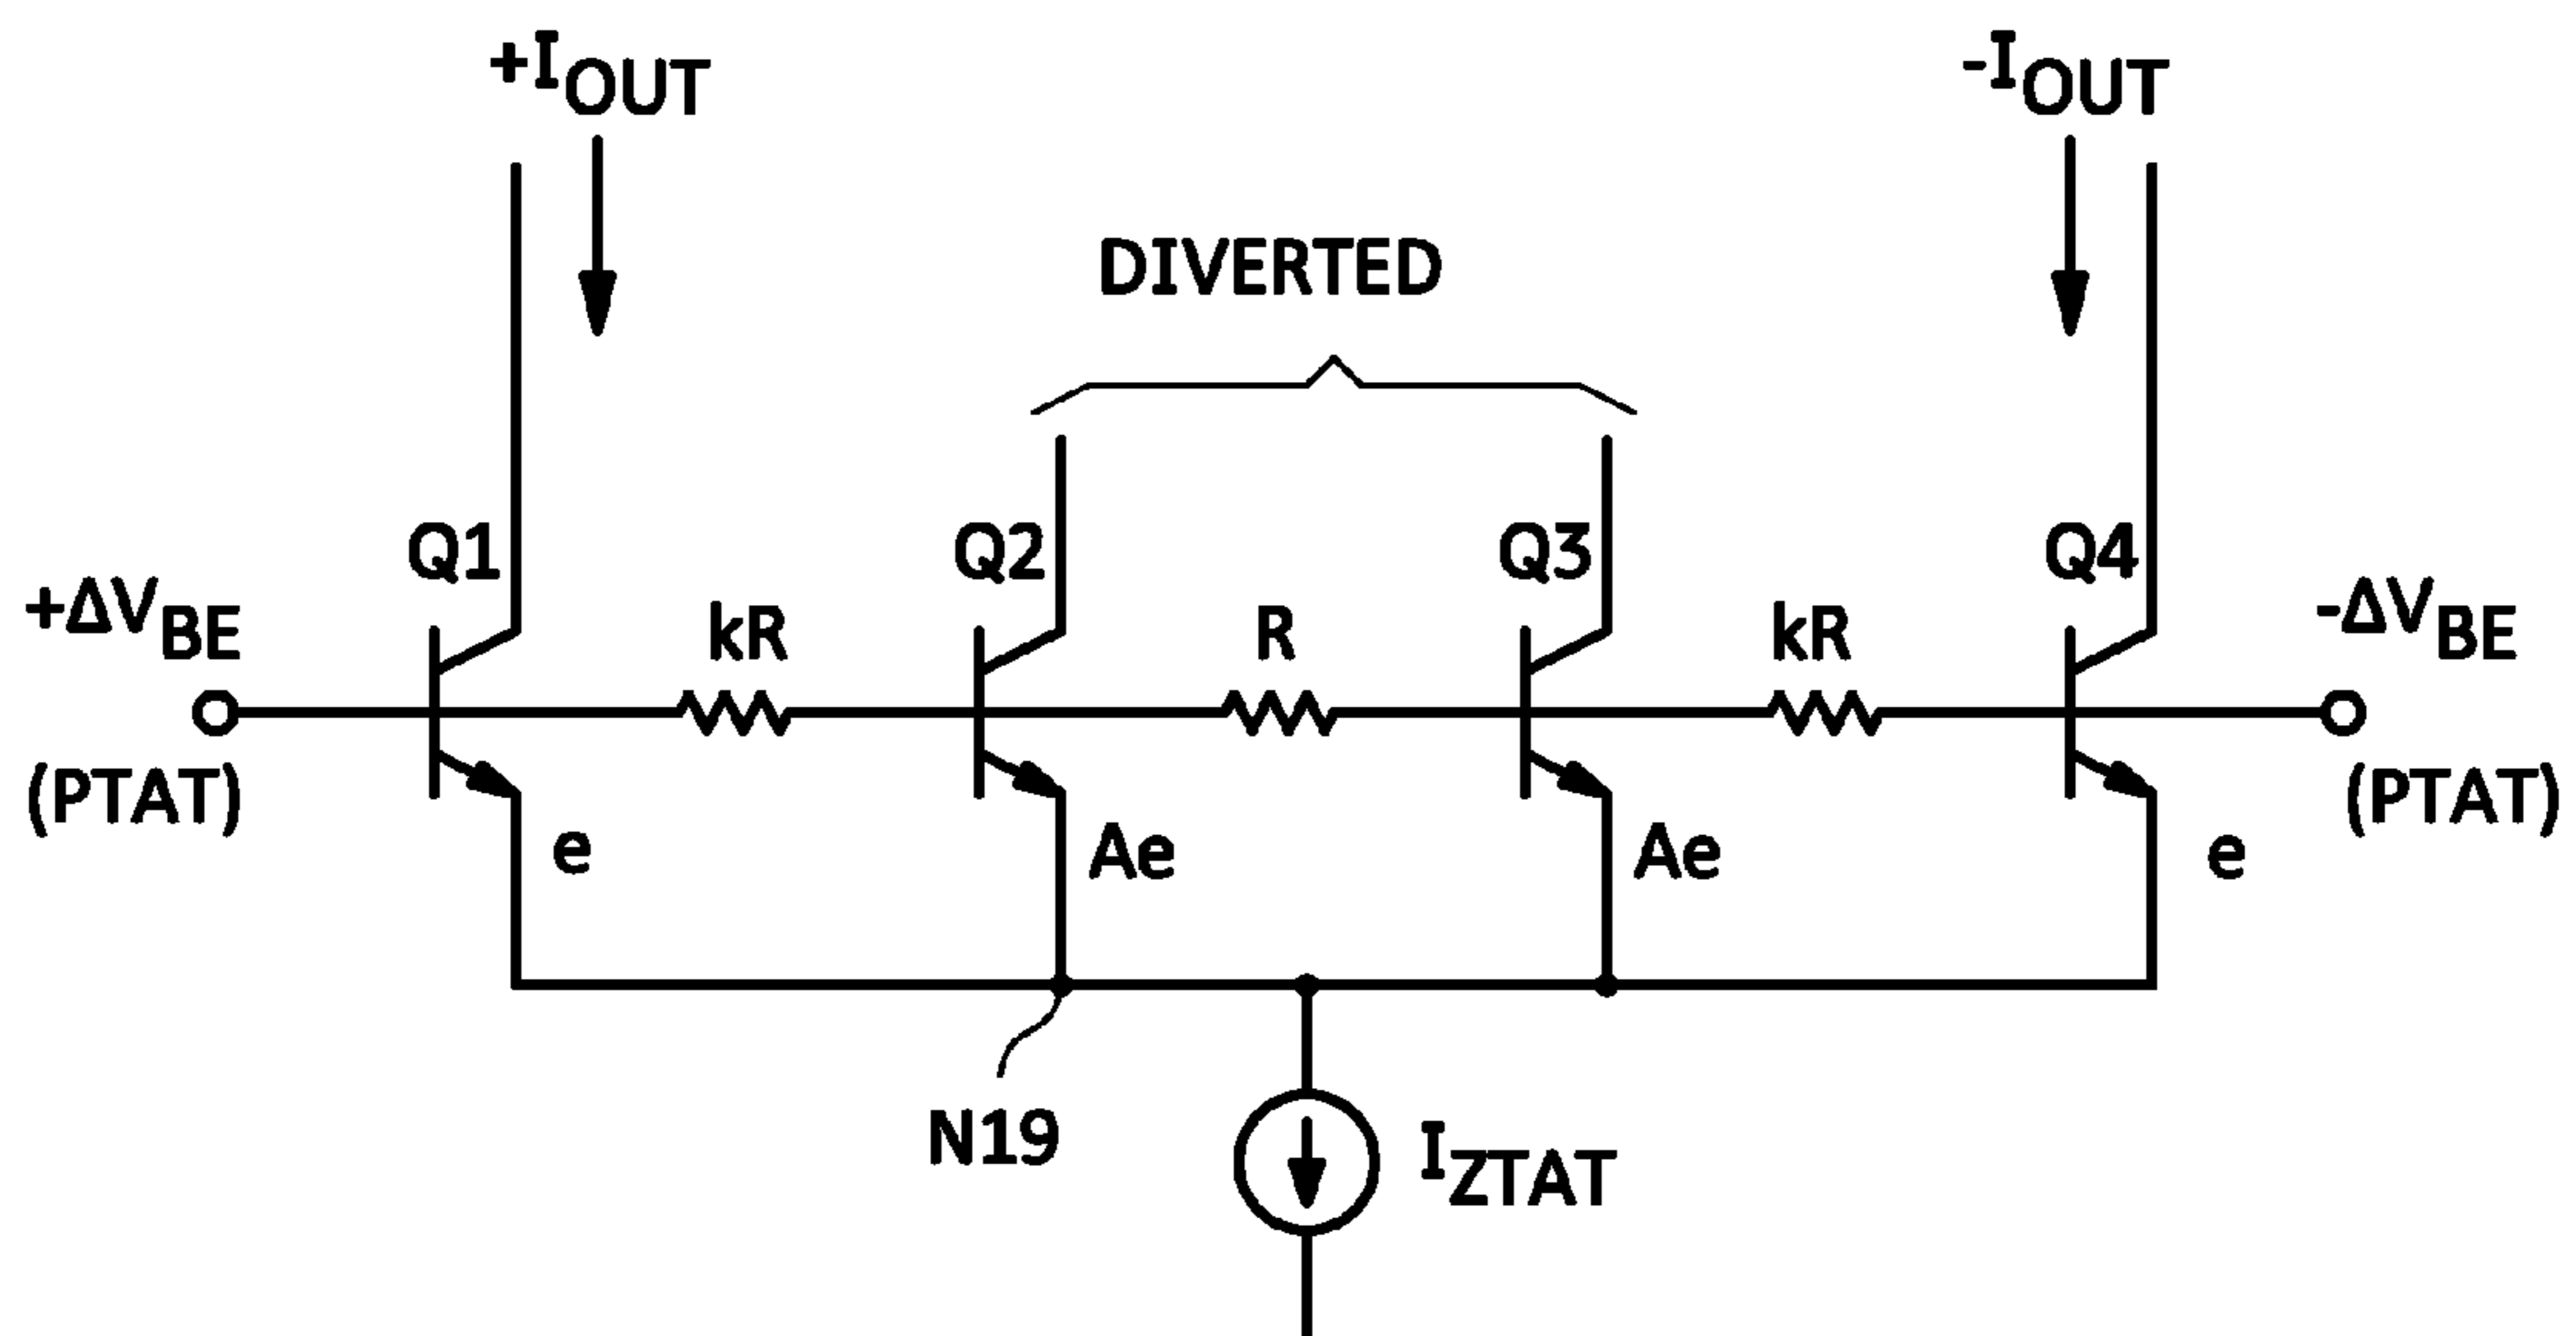 +IOUT
-IOUT
DIVERTED
Q1
Q2
Q3
Q4
+ΔVBE
kR
R
kR
-ΔVBE
(PTAT)
(PTAT)
e
Ae
Ae
e
N19
IZTAT